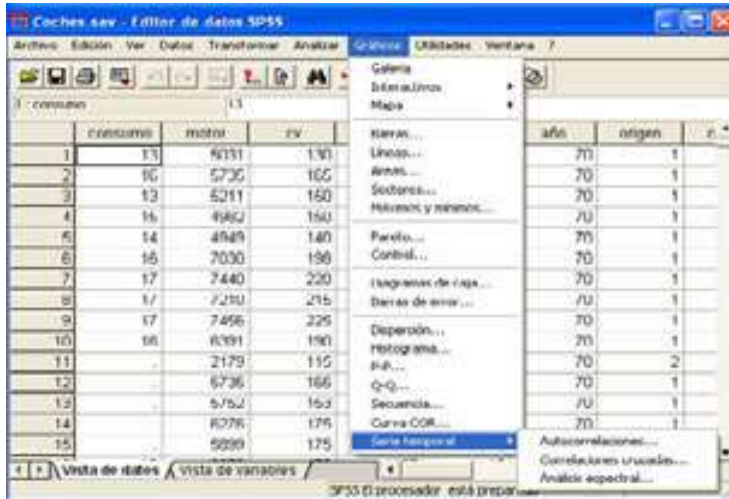 Coches.sav - Editor de datos SPSS
Archivo Edición Ver Datos Transformar Analizar Gráficos Utilidades Ventana ?
1 : consumo 13
consumo motor cv año origen
1 13 5031 130 70 1
2 16 5735 165 70 1
3 13 5211 150 70 1
4 16 4982 150 70 1
5 14 4949 140 70 1
6 16 7030 198 70 1
7 17 7440 220 70 1
8 17 7210 215 70 1
9 17 7456 225 70 1
10 18 6391 190 70 1
11 . 2179 115 70 2
12 . 6736 166 70 1
13 . 5752 153 70 1
14 . 6276 175 70 1
15 . 5899 175
Galería
Interactivos
Mapa
Barras...
Líneas...
Áreas...
Sectores...
Máximos y mínimos...
Pareto...
Control...
Diagramas de caja...
Barras de error...
Dispersión...
Histograma...
P-P...
Q-Q...
Secuencia...
Curva COR...
Serie temporal
Autocorrelaciones...
Correlaciones cruzadas...
Análisis espectral...
Vista de datos Vista de variables
SPSS El procesador está preparado